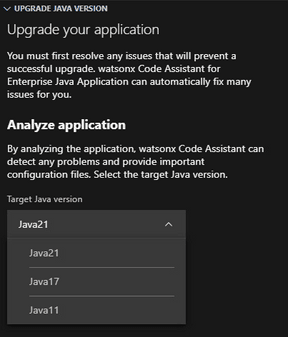 UPGRADE JAVA VERSION
Upgrade your application
You must first resolve any issues that will prevent a
successful upgrade. watsonx Code Assistant for
Enterprise Java Application can automatically fix many
issues for you.
Analyze application
By analyzing the application, watsonx Code Assistant can
detect any problems and provide important
configuration files. Select the target Java version.
Target Java version
Java21
Java21
Java17
Java11